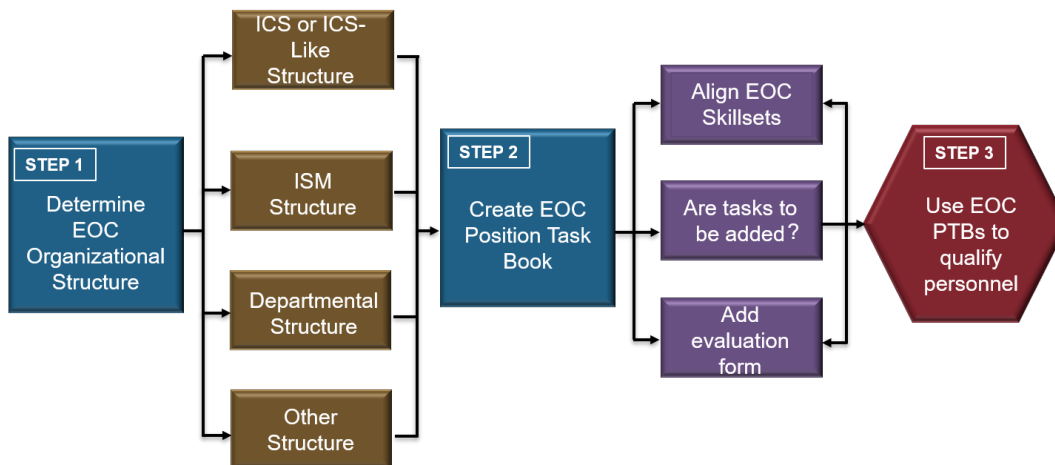 STEP 1
Determine
EOC
Organizational
Structure
ICS or ICS-
Like
Structure
ISM
Structure
Departmental
Structure
Other
Structure
STEP 2
Create EOC
Position Task
Book
Align EOC
Skillsets
Are tasks to
be added?
Add
evaluation
form
STEP 3
Use EOC
PTBs to
qualify
personnel